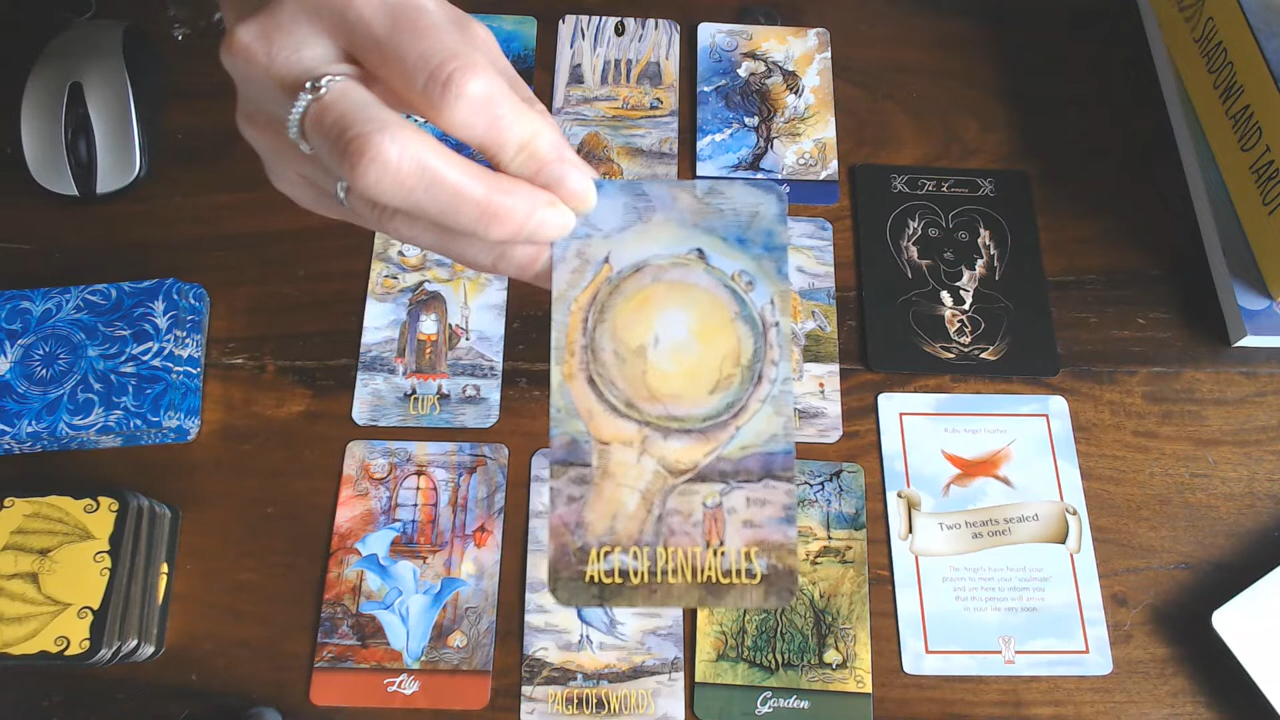 The Lovers
SHADOWLAND TAROT
CUPS
Ruby Angel Feather
Two hearts sealed
as one!
The Angels have heard your
prayers to meet your "soulmate"
and are here to inform you
that this person will arrive
in your life very soon.
ACE OF PENTACLES
Lily
PAGE OF SWORDS
Garden